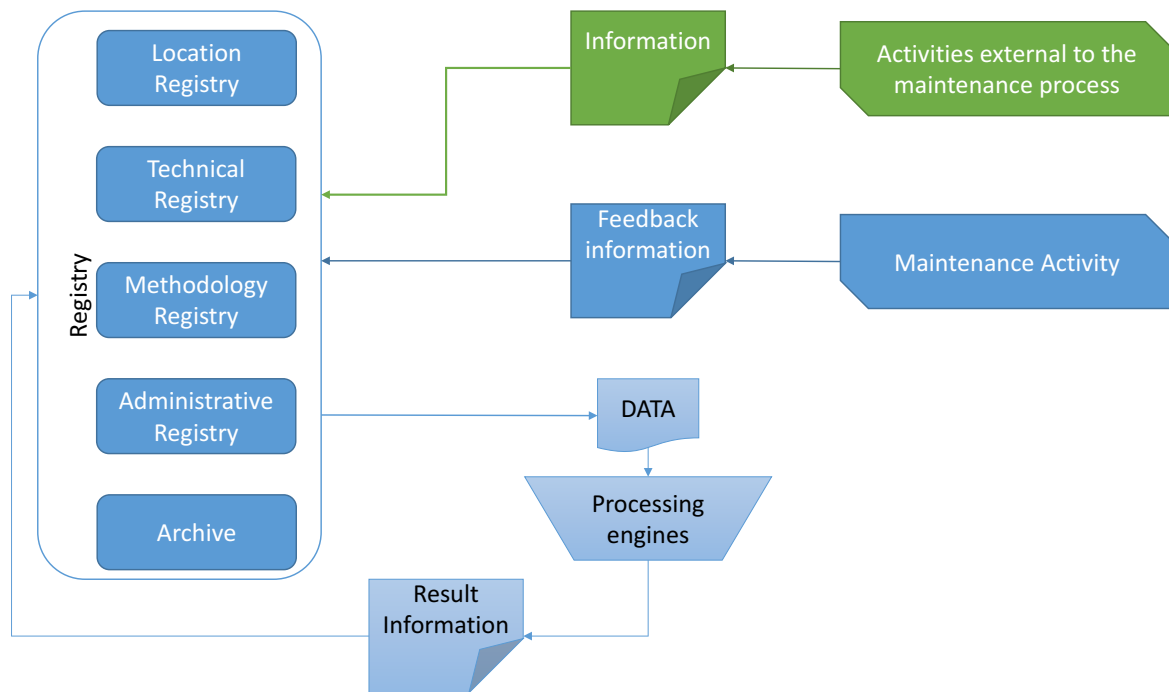 Location
Registry
Technical
Registry
Registry
Methodology
Registry
Administrative
Registry
Archive
Information
Activities external to the
maintenance process
Feedback
information
Maintenance Activity
DATA
Processing
engines
Result
Information